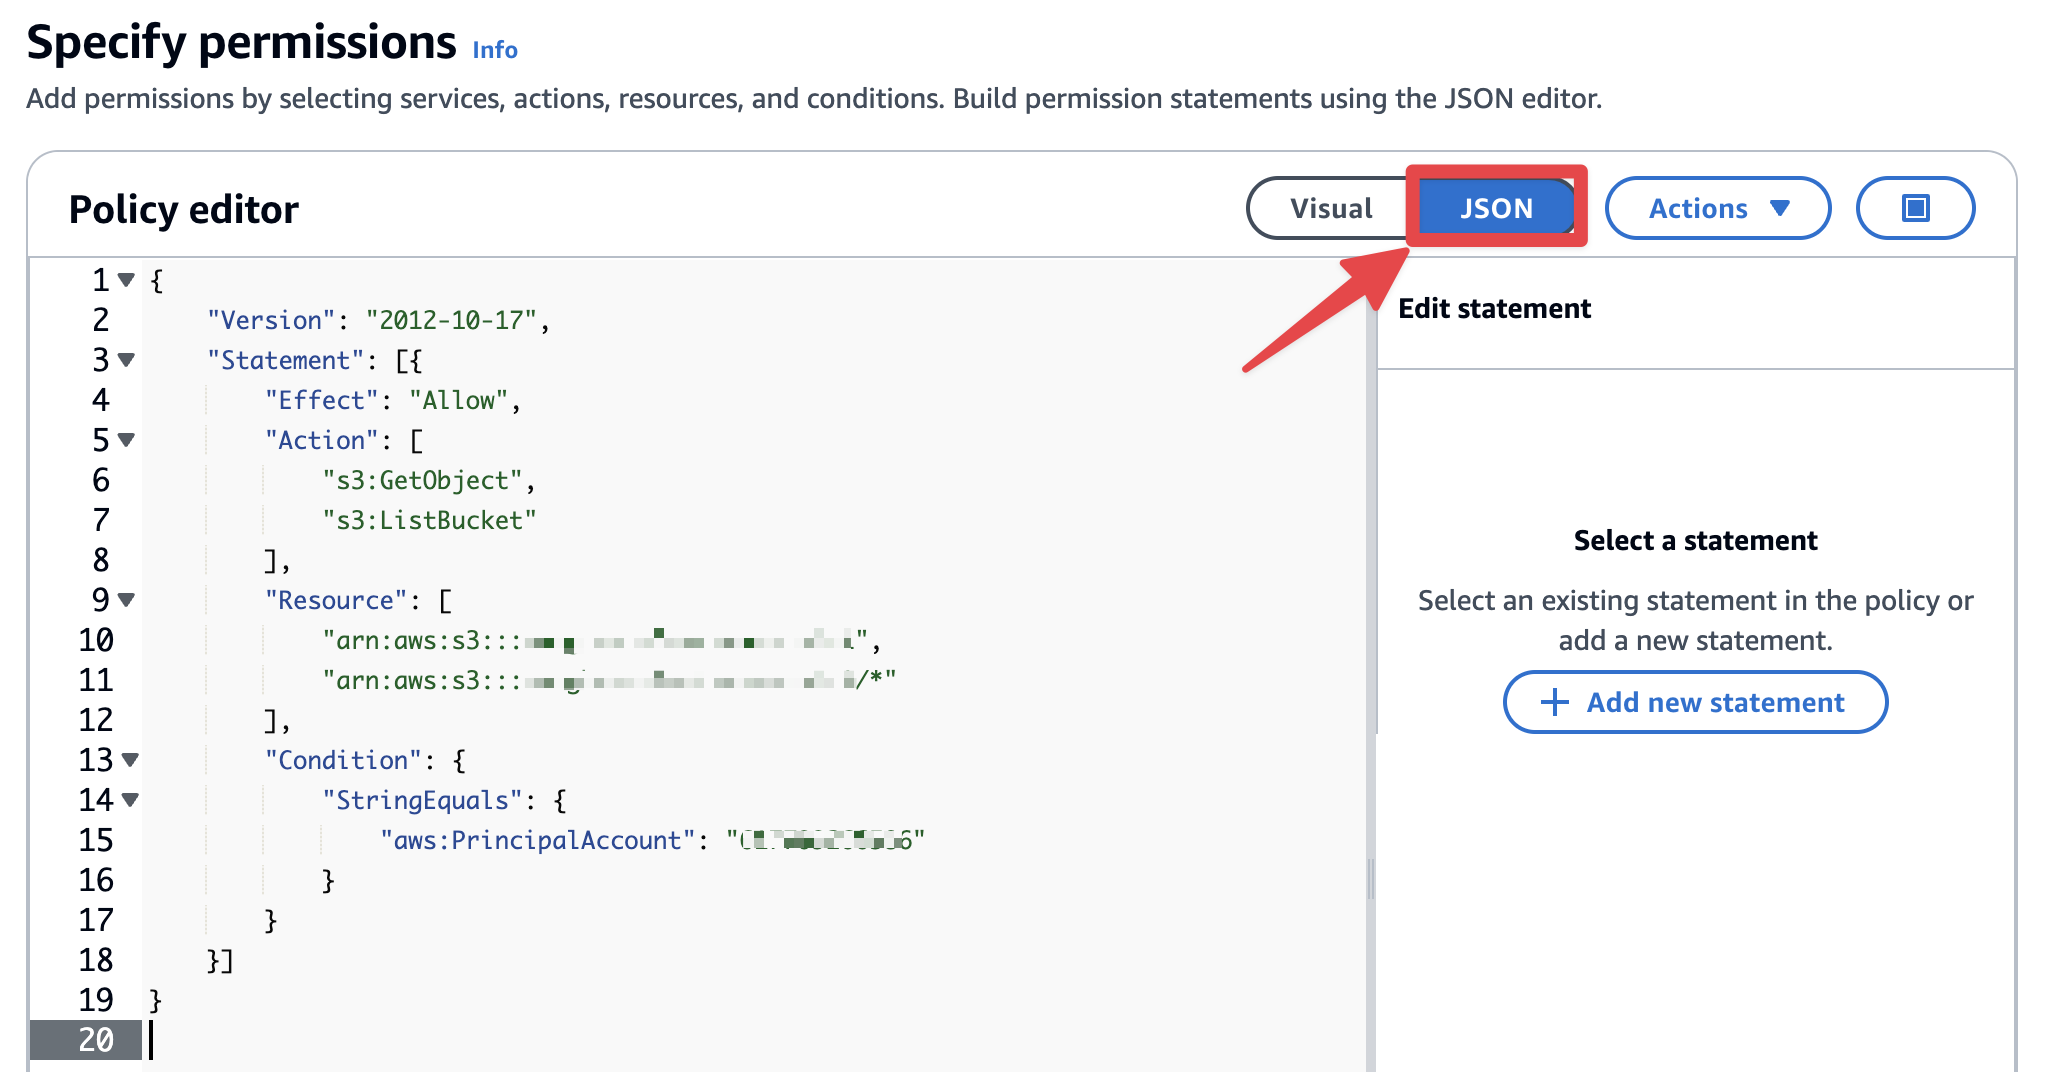 Specify permissions Info
Add permissions by selecting services, actions, resources, and conditions. Build permission statements using the JSON editor.
Policy editor
Visual JSON Actions
1 {
2 "Version": "2012-10-17",
3 "Statement": [{
4 "Effect": "Allow",
5 "Action": [
6 "s3:GetObject",
7 "s3:ListBucket"
8 ],
9 "Resource": [
10 "arn:aws:s3:::",
11 "arn:aws:s3:::/*"
12 ],
13 "Condition": {
14 "StringEquals": {
15 "aws:PrincipalAccount": ""
16 }
17 }
18 }]
19 }
20
Edit statement
Select a statement
Select an existing statement in the policy or
add a new statement.
+ Add new statement